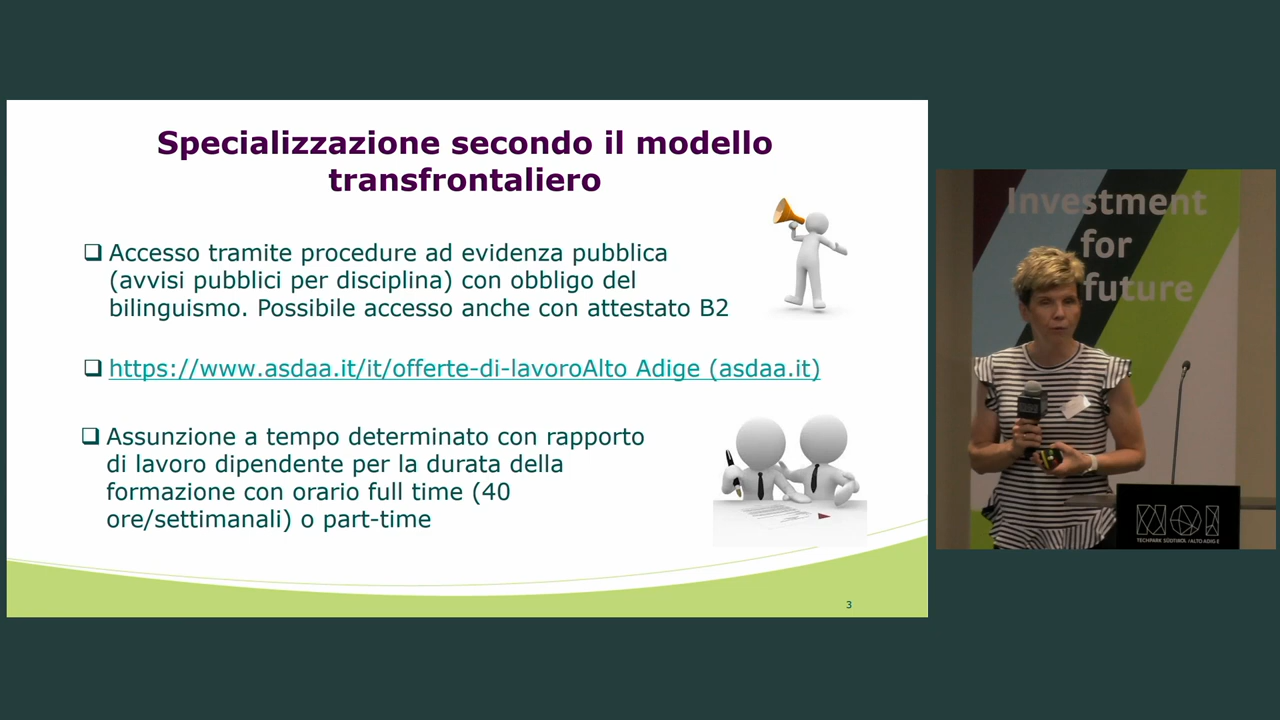 Specializzazione secondo il modello
transfrontaliero
Accesso tramite procedure ad evidenza pubblica
(avvisi pubblici per disciplina) con obbligo del
bilinguismo. Possibile accesso anche con attestato B2
https://www.asdaa.it/it/offerte-di-lavoroAlto Adige (asdaa.it)
Assunzione a tempo determinato con rapporto
di lavoro dipendente per la durata della
formazione con orario full time (40
ore/settimanali) o part-time
3
Investment
for
future
NOI
TECHPARK SÜDTIROL / ALTO ADIGE